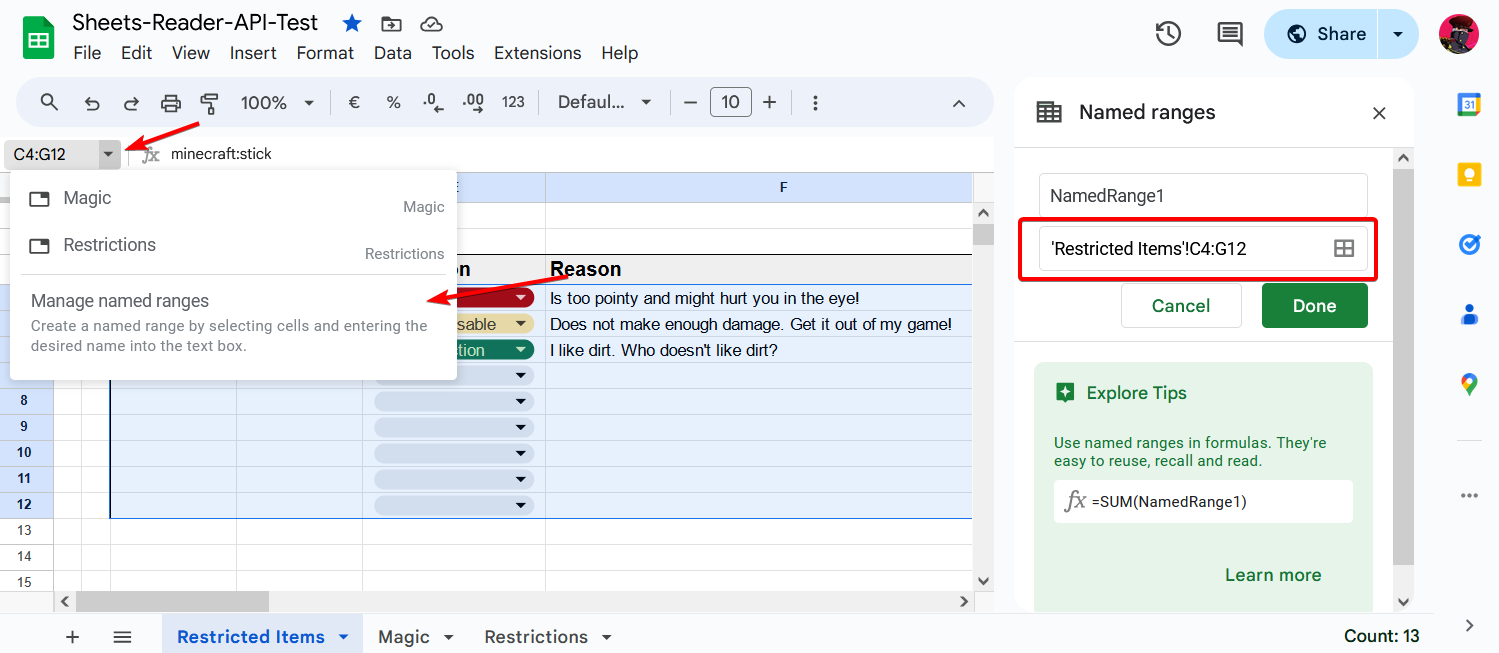 Sheets-Reader-API-Test
File Edit View Insert Format Data Tools Extensions Help
Share
100% € % .0 .00 123 Defaul... 10
C4:G12
fx minecraft:stick
F
Magic
Magic
Restrictions
Restrictions
Manage named ranges
Create a named range by selecting cells and entering the
desired name into the text box.
on Reason
Is too pointy and might hurt you in the eye!
sable Does not make enough damage. Get it out of my game!
tion I like dirt. Who doesn't like dirt?
8
9
10
11
12
13
14
15
Named ranges
NamedRange1
'Restricted Items'!C4:G12
Cancel Done
Explore Tips
Use named ranges in formulas. They're
easy to reuse, recall and read.
fx =SUM(NamedRange1)
Learn more
31
Restricted Items Magic Restrictions
Count: 13